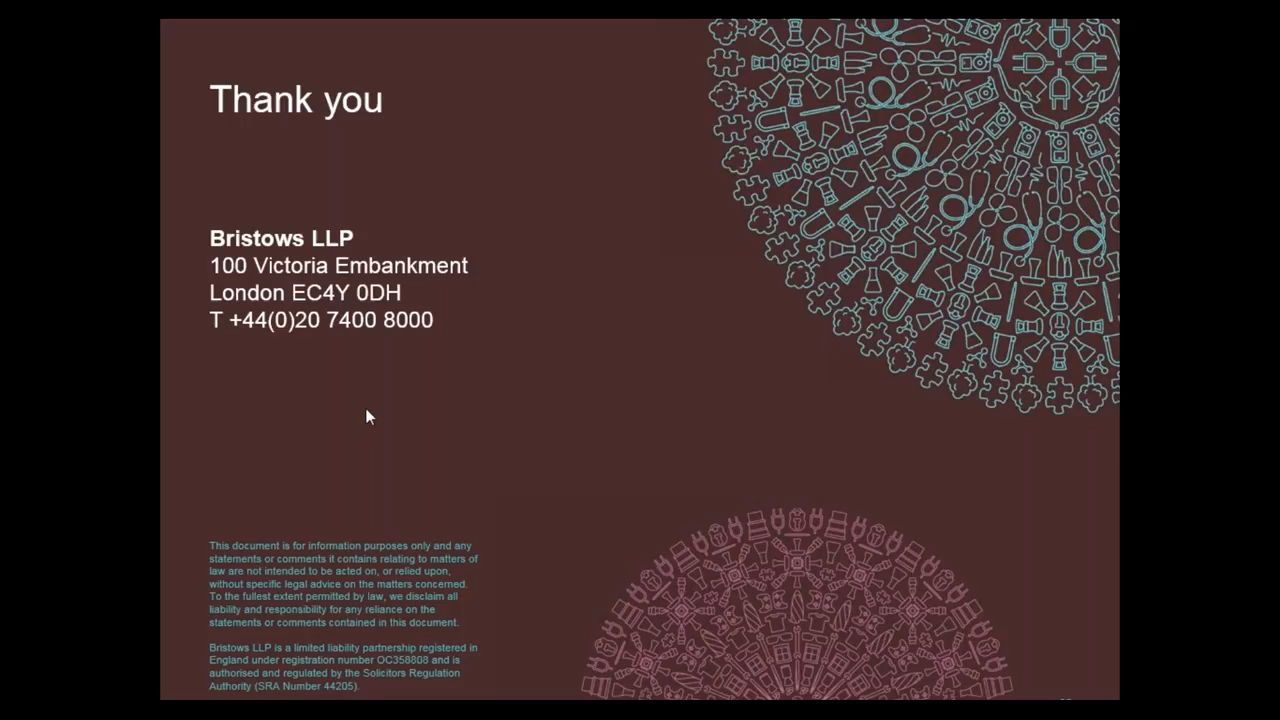 Thank you
Bristows LLP
100 Victoria Embankment
London EC4Y 0DH
T +44(0)20 7400 8000
This document is for information purposes only and any
statements or comments it contains relating to matters of
law are not intended to be acted on, or relied upon,
without specific legal advice on the matters concerned.
To the fullest extent permitted by law, we disclaim all
liability and responsibility for any reliance on the
statements or comments contained in this document.
Bristows LLP is a limited liability partnership registered in
England under registration number OC358808 and is
authorised and regulated by the Solicitors Regulation
Authority (SRA Number 44205).